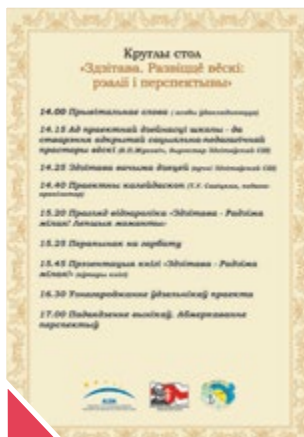 Круглы стол
«Здзітава. Развіццё вёскі:
рэаліі і перспектывы»
14.00 Прывітальнае слова
14.15 Ад праектнай дзейнасці школы - да
стварэння адкрытай сацыяльна-педагагічнай
прасторы вёскі
14.25 Здзітава вачыма дзяцей
14.40 Праектны калейдаскоп
15.20 Прагляд відэароліка «Здзітава - Радзіма
мілая! Лепшыя моманты»
15.25 Перапынак на гарбату
15.45 Прэзентацыя кнігі «Здзітава - Радзіма
мілая!»
16.30 Узнагароджанне ўдзельнікаў праекта
17.00 Падвядзенне вынікаў. Абмеркаванне
перспектыў